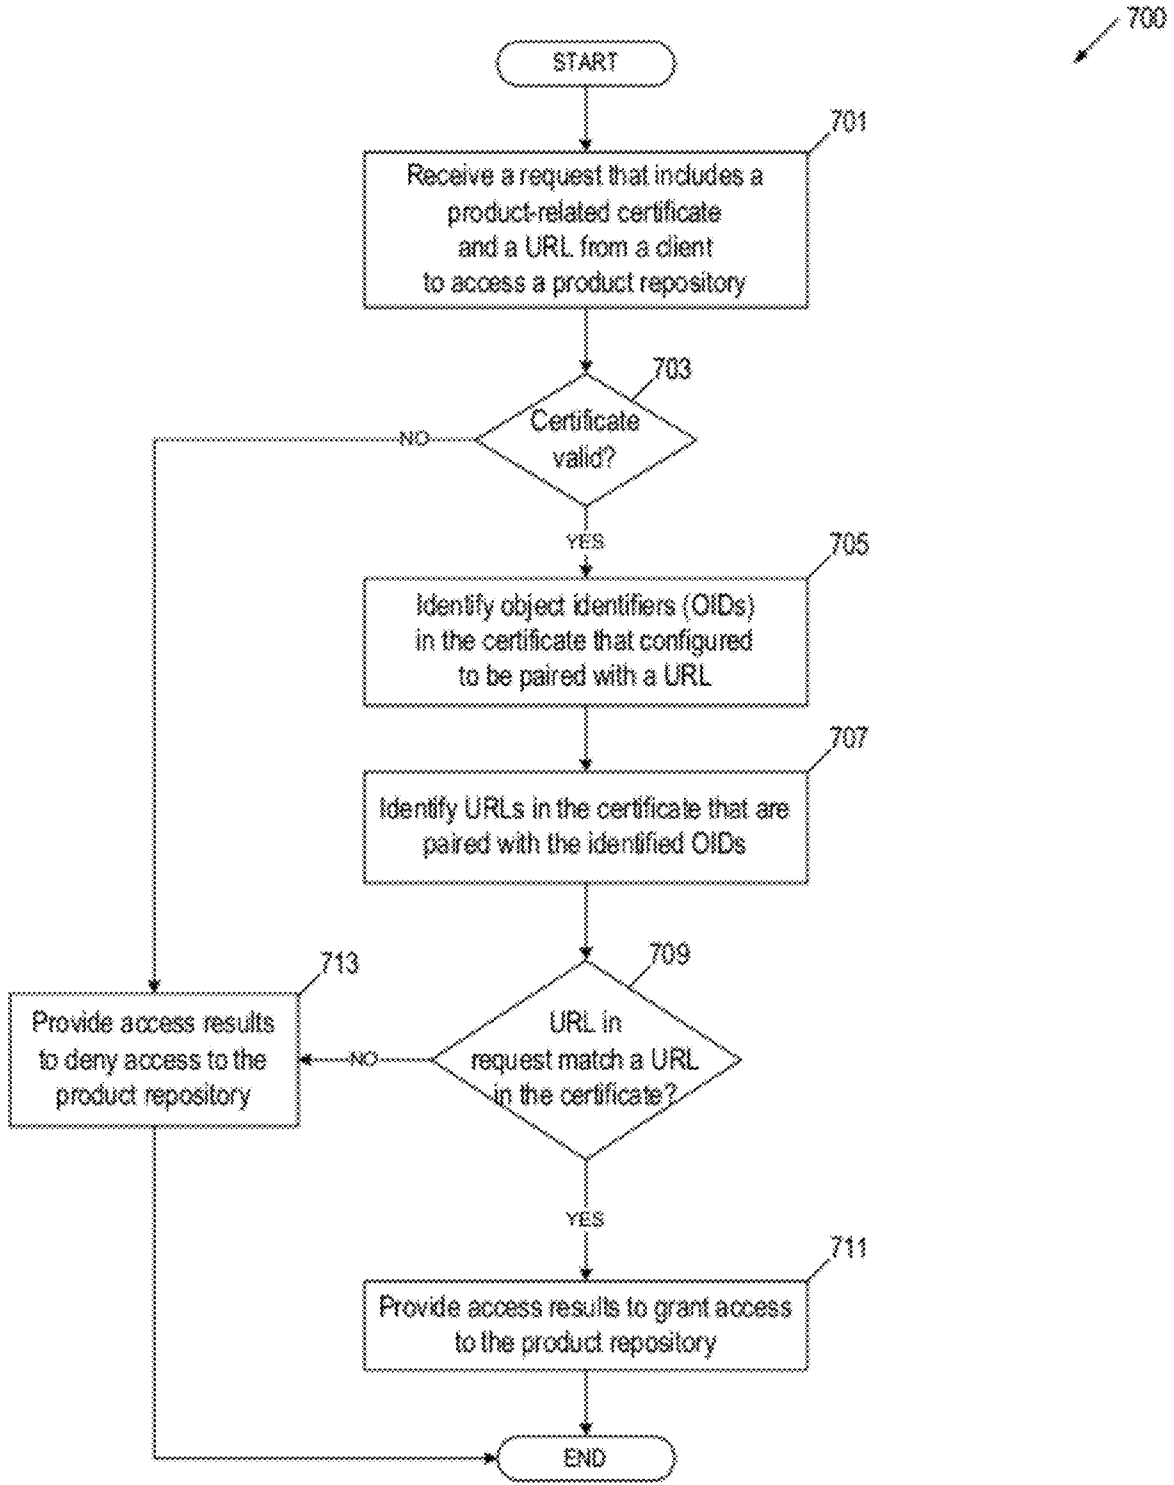 700
START
701
Receive a request that includes a
product-related certificate
and a URL from a client
to access a product repository
703
Certificate
valid?
NO
YES
705
Identify object identifiers (OIDs)
in the certificate that configured
to be paired with a URL
707
Identify URLs in the certificate that are
paired with the identified OIDs
709
URL in
request match a URL
in the certificate?
NO
713
Provide access results
to deny access to the
product repository
YES
711
Provide access results to grant access
to the product repository
END